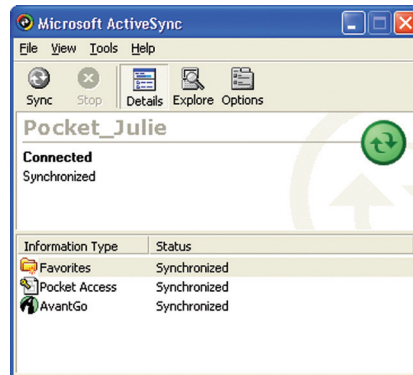 Microsoft ActiveSync
File View Tools Help
Sync Stop Details Explore Options
Pocket_Julie
Connected
Synchronized
Information Type Status
Favorites Synchronized
Pocket Access Synchronized
AvantGo Synchronized